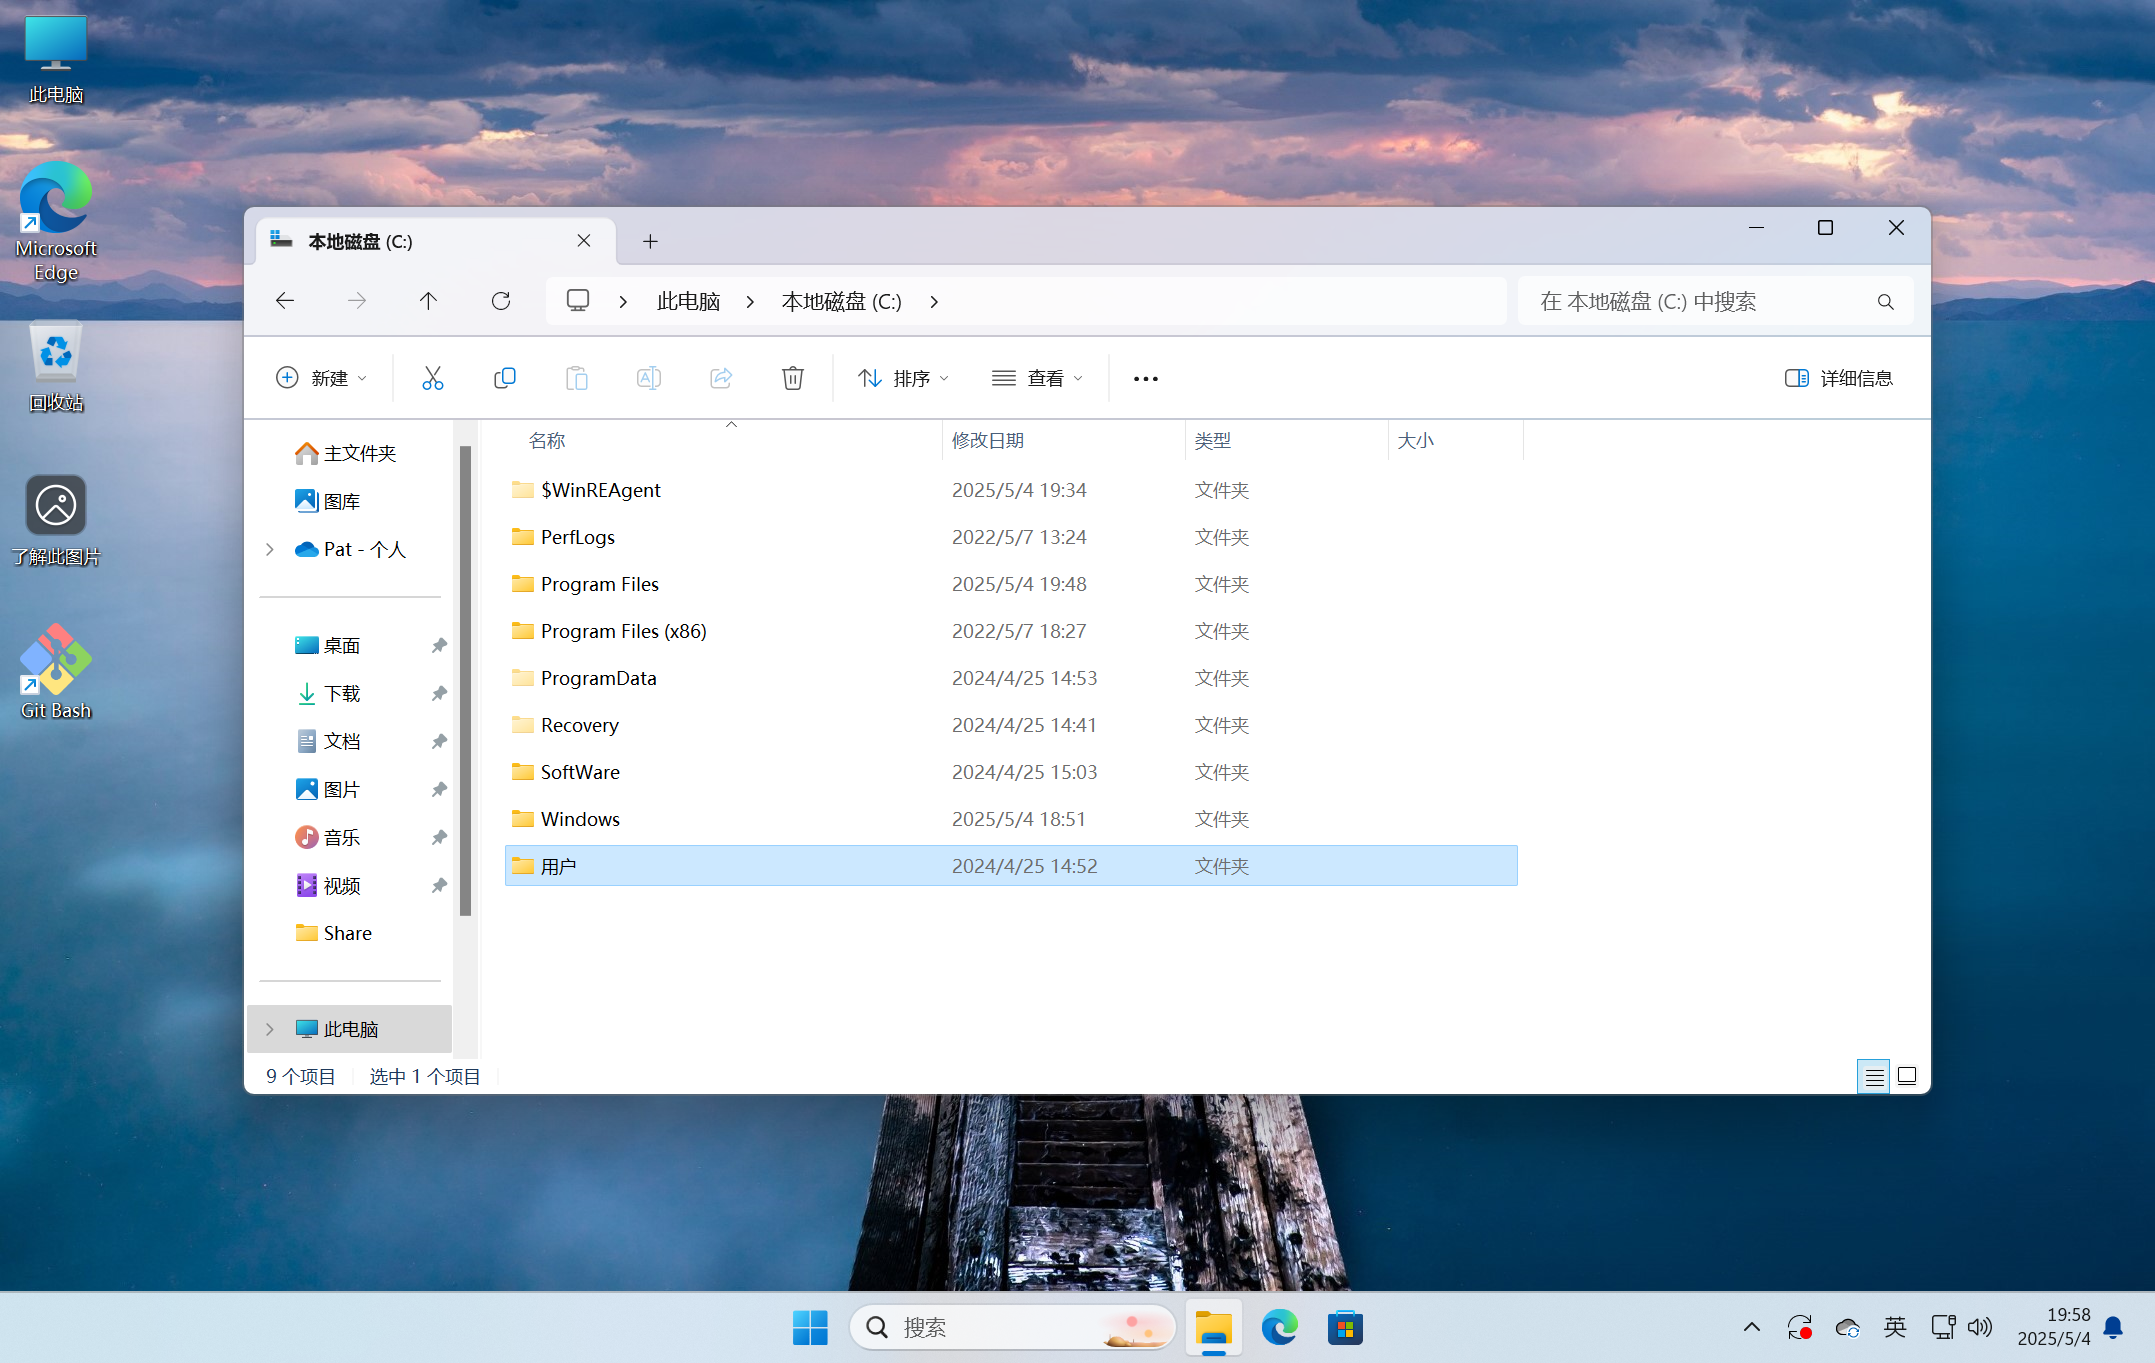 此电脑
Microsoft
Edge
回收站
了解此图片
Git Bash
本地磁盘 (C:)
此电脑
本地磁盘 (C:)
在 本地磁盘 (C:) 中搜索
新建
排序
查看
详细信息
主文件夹
图库
Pat - 个人
桌面
下载
文档
图片
音乐
视频
Share
此电脑
名称 修改日期 类型 大小
$WinREAgent 2025/5/4 19:34 文件夹
PerfLogs 2022/5/7 13:24 文件夹
Program Files 2025/5/4 19:48 文件夹
Program Files (x86) 2022/5/7 18:27 文件夹
ProgramData 2024/4/25 14:53 文件夹
Recovery 2024/4/25 14:41 文件夹
SoftWare 2024/4/25 15:03 文件夹
Windows 2025/5/4 18:51 文件夹
用户 2024/4/25 14:52 文件夹
9 个项目 选中 1 个项目
搜索
英
19:58
2025/5/4